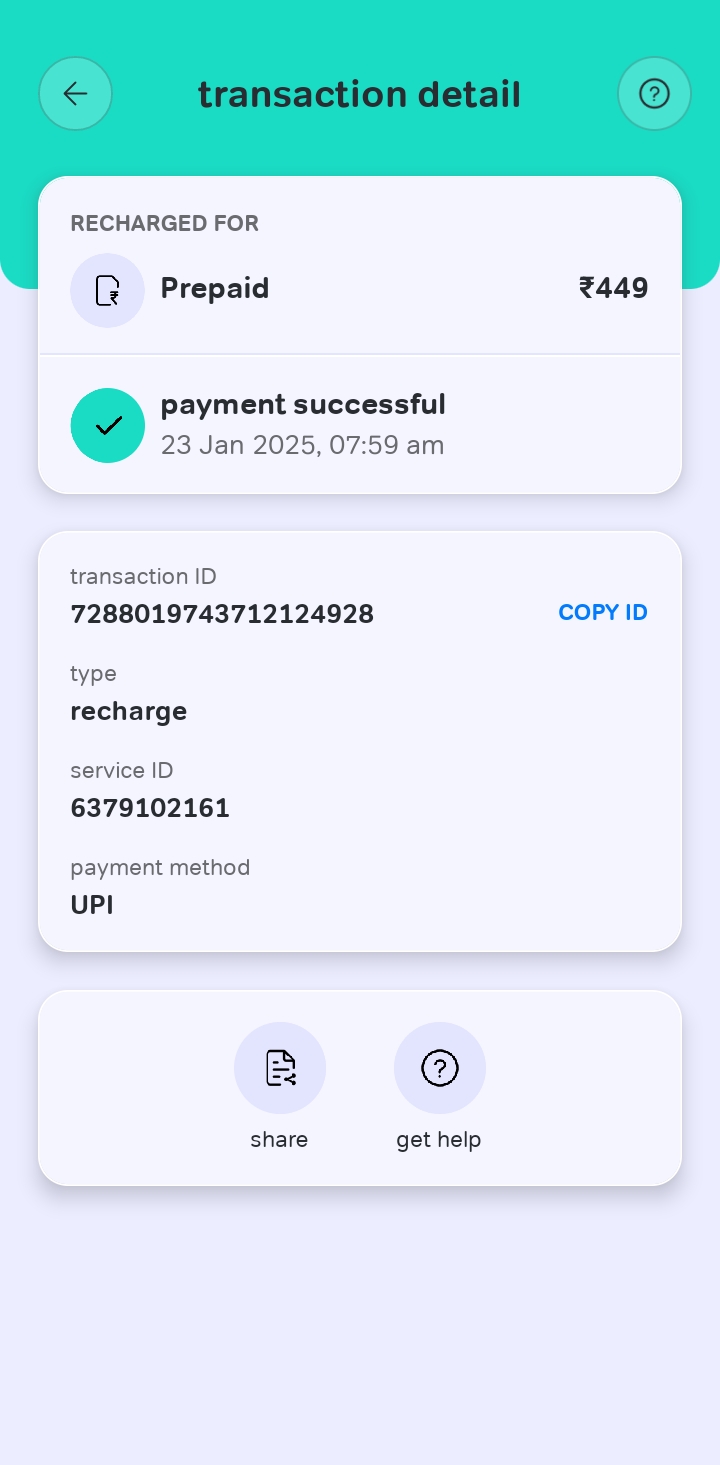 transaction detail
RECHARGED FOR
Prepaid ₹449
payment successful
23 Jan 2025, 07:59 am
transaction ID
7288019743712124928 COPY ID
type
recharge
service ID
6379102161
payment method
UPI
share get help